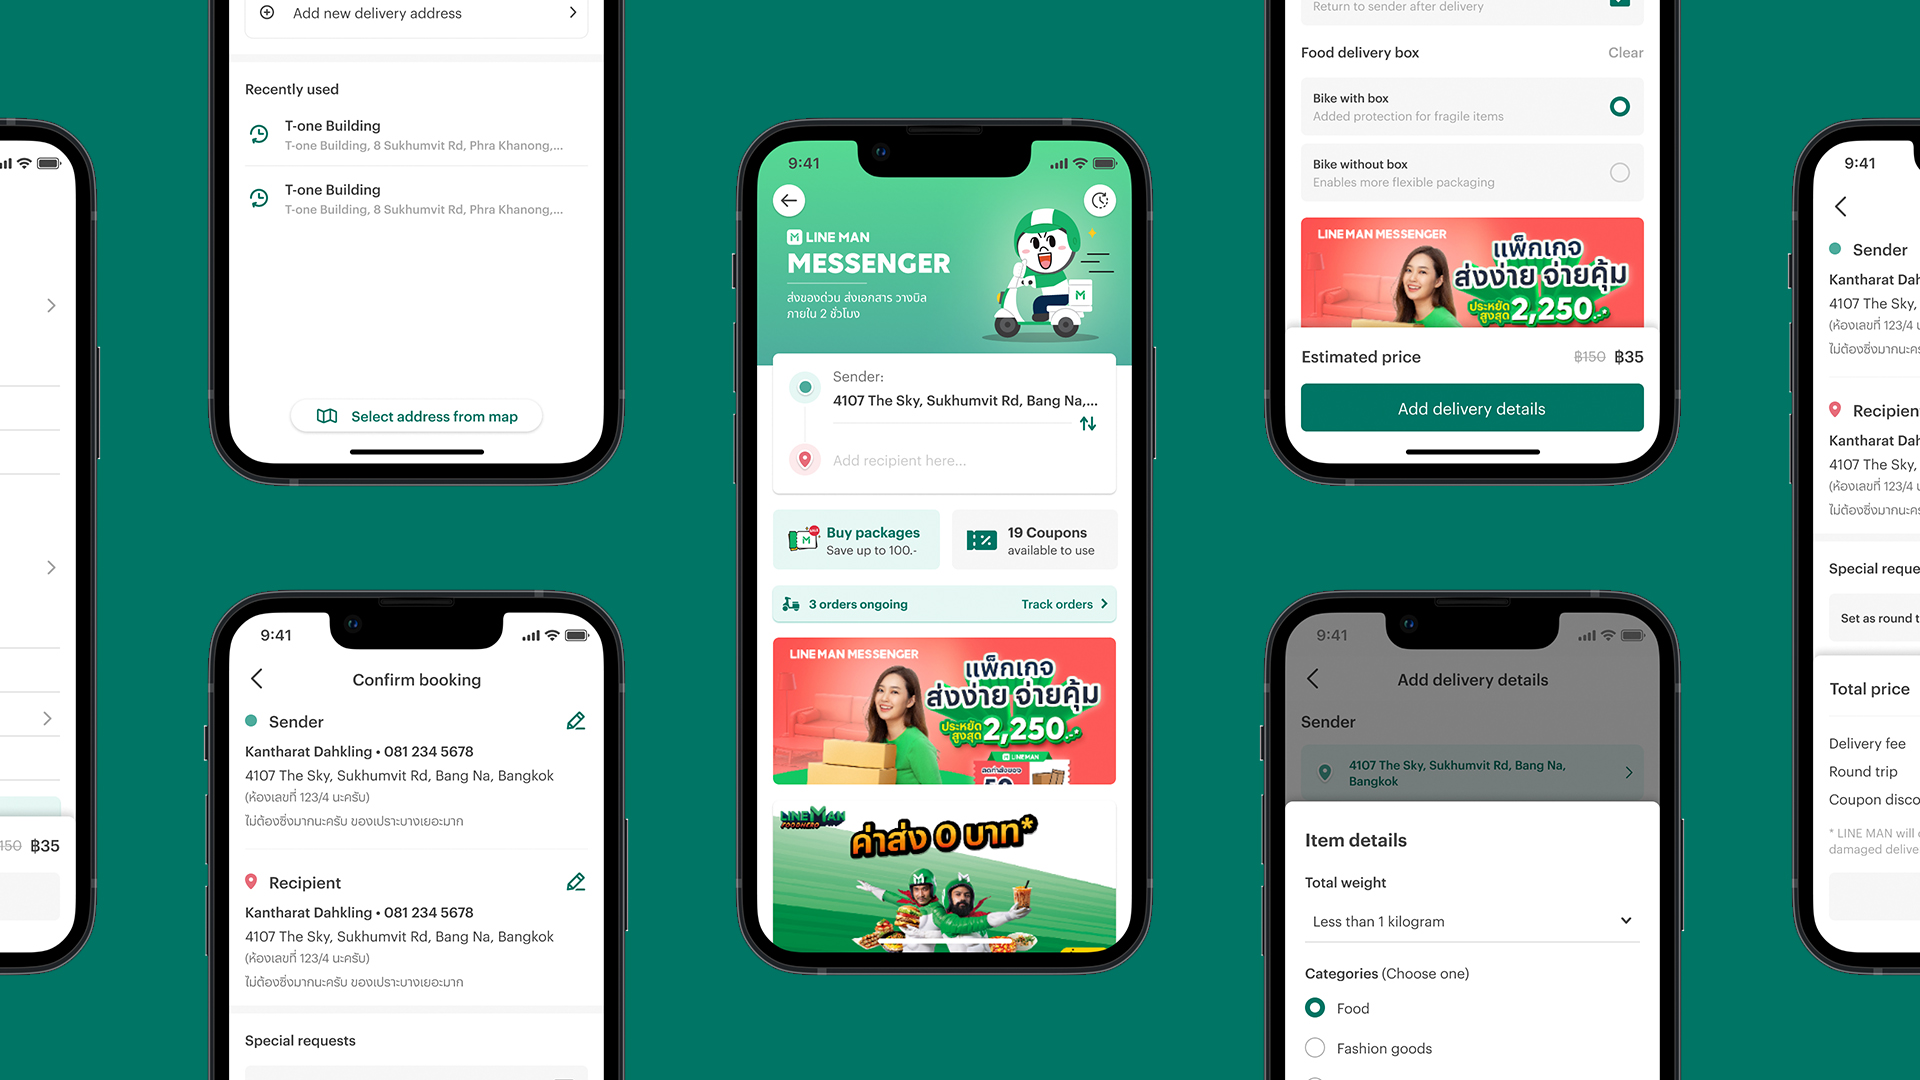 150 ฿35
Add new delivery address
Recently used
T-one Building
T-one Building, 8 Sukhumvit Rd, Phra Khanong,...
T-one Building
T-one Building, 8 Sukhumvit Rd, Phra Khanong,...
Select address from map
9:41
Confirm booking
Sender
Kantharat Dahkling • 081 234 5678
4107 The Sky, Sukhumvit Rd, Bang Na, Bangkok
(ห้องเลขที่ 123/4 นะครับ)
ไม่ต้องซิ่งมากนะครับ ของเปราะบางเยอะมาก
Recipient
Kantharat Dahkling • 081 234 5678
4107 The Sky, Sukhumvit Rd, Bang Na, Bangkok
(ห้องเลขที่ 123/4 นะครับ)
ไม่ต้องซิ่งมากนะครับ ของเปราะบางเยอะมาก
Special requests
9:41
M LINE MAN
MESSENGER
ส่งของด่วน ส่งเอกสาร วางบิล
ภายใน 2 ชั่วโมง
M
Sender:
4107 The Sky, Sukhumvit Rd, Bang Na,...
Add recipient here...
Buy packages
Save up to 100.-
19 Coupons
available to use
3 orders ongoing
Track orders
LINE MAN MESSENGER
แพ็กเกจ
ส่งง่าย จ่ายคุ้ม
ประหยัด
สูงสุด 2,250.-
LINEMAN
ลดค่าส่งของ
50
LINE MAN
FOODHERO
ค่าส่ง 0 บาท*
Return to sender after delivery
Food delivery box
Clear
Bike with box
Added protection for fragile items
Bike without box
Enables more flexible packaging
LINE MAN MESSENGER
แพ็กเกจ
ส่งง่าย จ่ายคุ้ม
ประหยัด
สูงสุด 2,250.-
Estimated price
฿150 ฿35
Add delivery details
9:41
Add delivery details
Sender
4107 The Sky, Sukhumvit Rd, Bang Na,
Bangkok
Item details
Total weight
Less than 1 kilogram
Categories (Choose one)
Food
Fashion goods
9:41
Sender
Kantharat Dah
4107 The Sky,
(ห้องเลขที่ 123/4
ไม่ต้องซิ่งมากนะค
Recipien
Kantharat Dah
4107 The Sky,
(ห้องเลขที่ 123/4
ไม่ต้องซิ่งมากนะค
Special reque
Set as round t
Total price
Delivery fee
Round trip
Coupon disco
* LINE MAN will
damaged delive